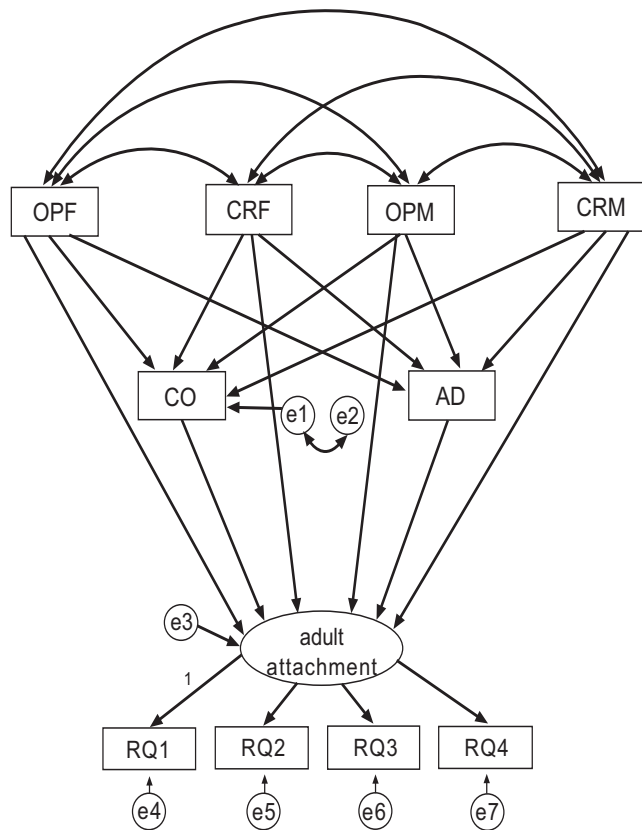 OPF
CRF
OPM
CRM
CO
e1
e2
AD
e3
adult
attachment
1
RQ1
RQ2
RQ3
RQ4
e4
e5
e6
e7